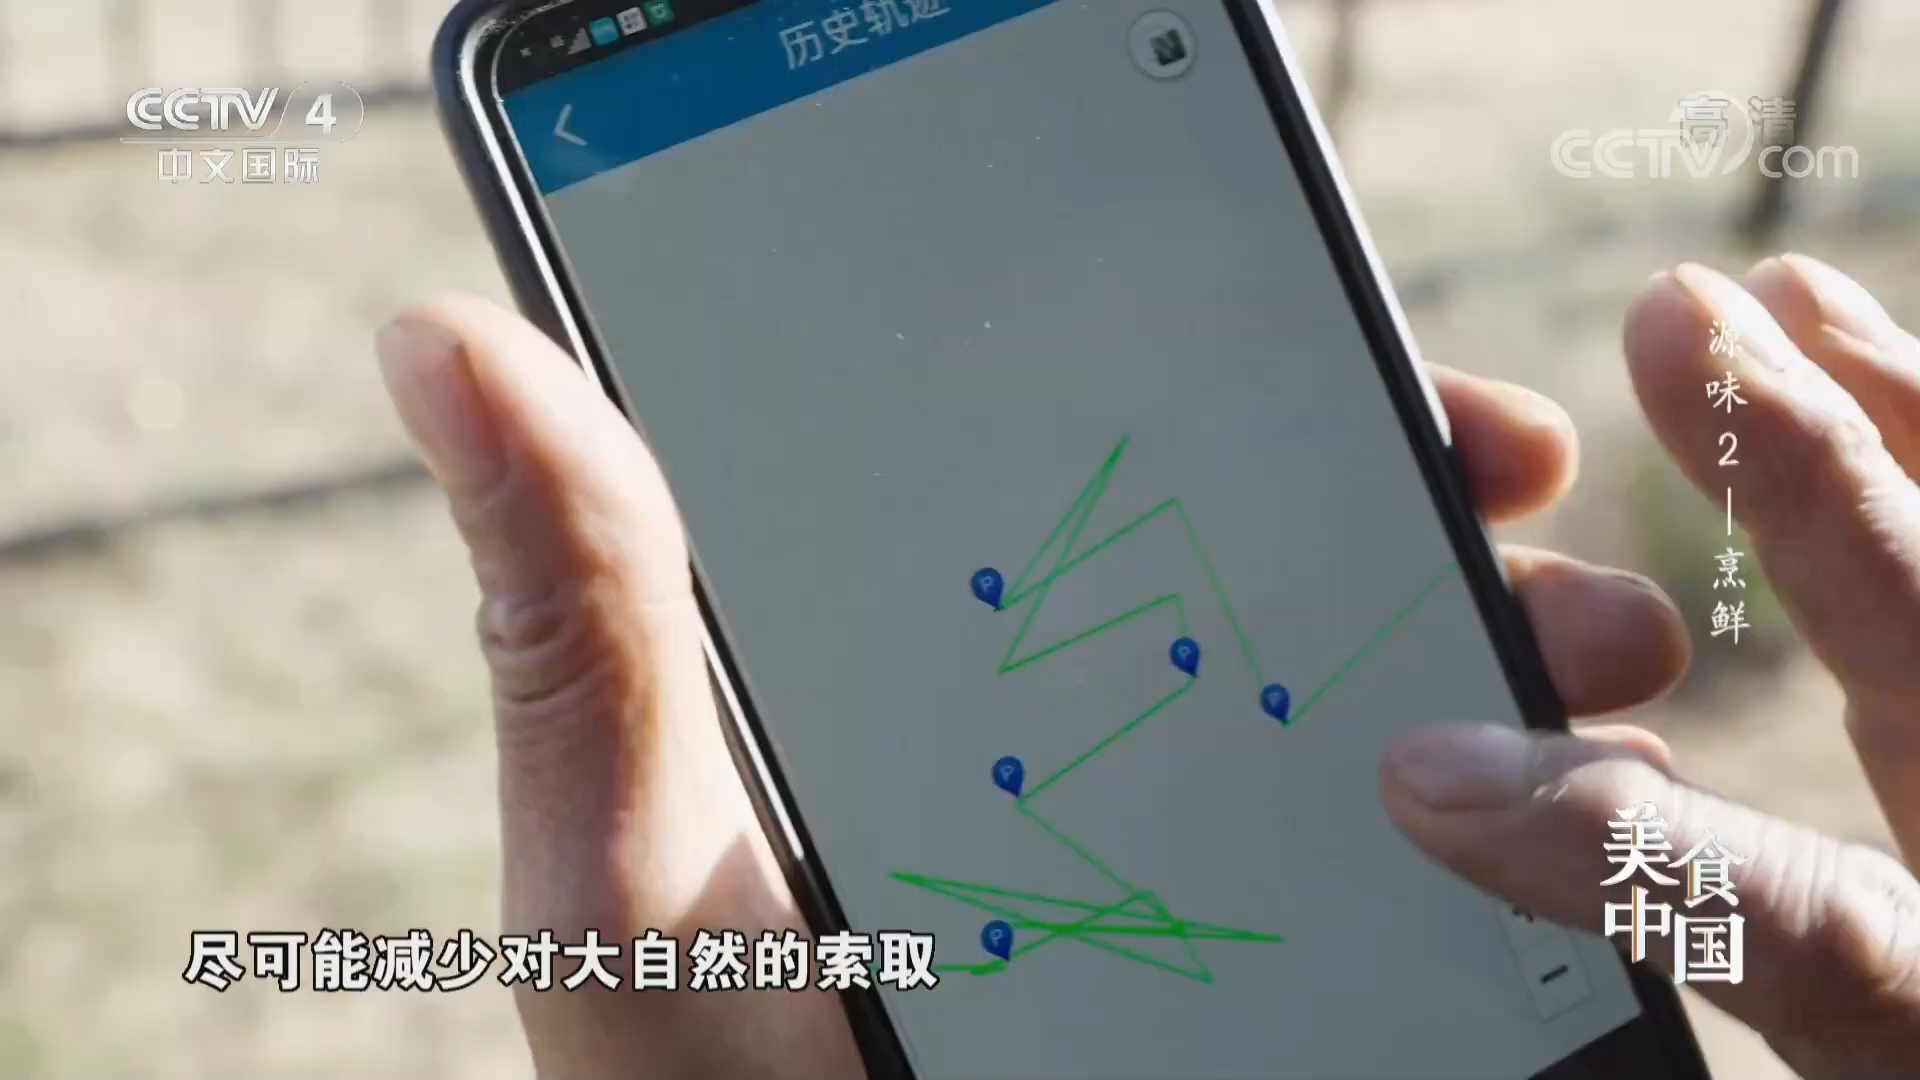 历史轨迹
CCTV 4
中文国际
高清
CCTV.com
源味2—烹鲜
P
P
P
P
P
美食中国
尽可能减少对大自然的索取